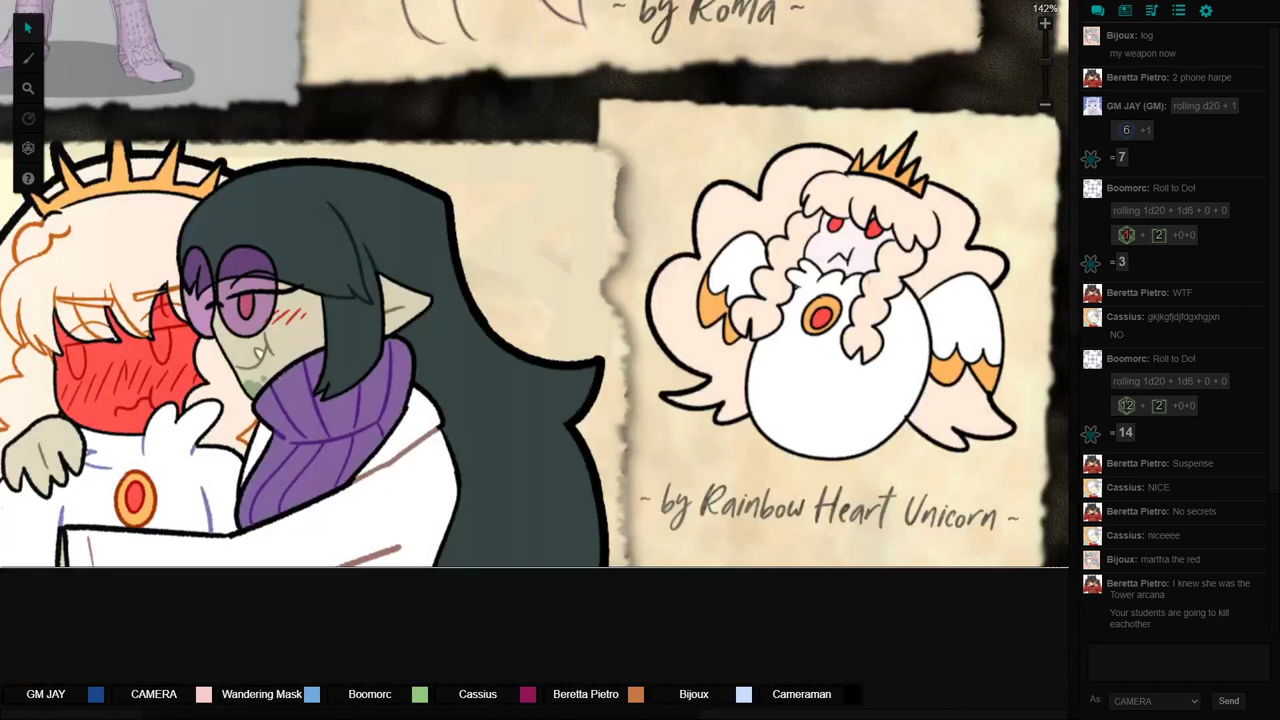 ~ by RoMa ~
142%
~ by Rainbow Heart Unicorn ~
Bijoux: log
my weapon now
Beretta Pietro: 2 phone harpe
GM JAY (GM): rolling d20 + 1
6 +1
=7
Boomorc: Roll to Do!
rolling 1d20 + 1d6 + 0 + 0
1 + 2 +0+0
=3
Beretta Pietro: WTF
Cassius: gkjkgfjdjfdgxhgjxn
NO
Boomorc: Roll to Do!
rolling 1d20 + 1d6 + 0 + 0
12 + 2 +0+0
=14
Beretta Pietro: Suspense
Cassius: NICE
Beretta Pietro: No secrets
Cassius: niceeee
Bijoux: martha the red
Beretta Pietro: I knew she was the
Tower arcana
Your students are going to kill
eachother
As: CAMERA Send
GM JAY CAMERA Wandering Mask Boomorc Cassius Beretta Pietro Bijoux Cameraman